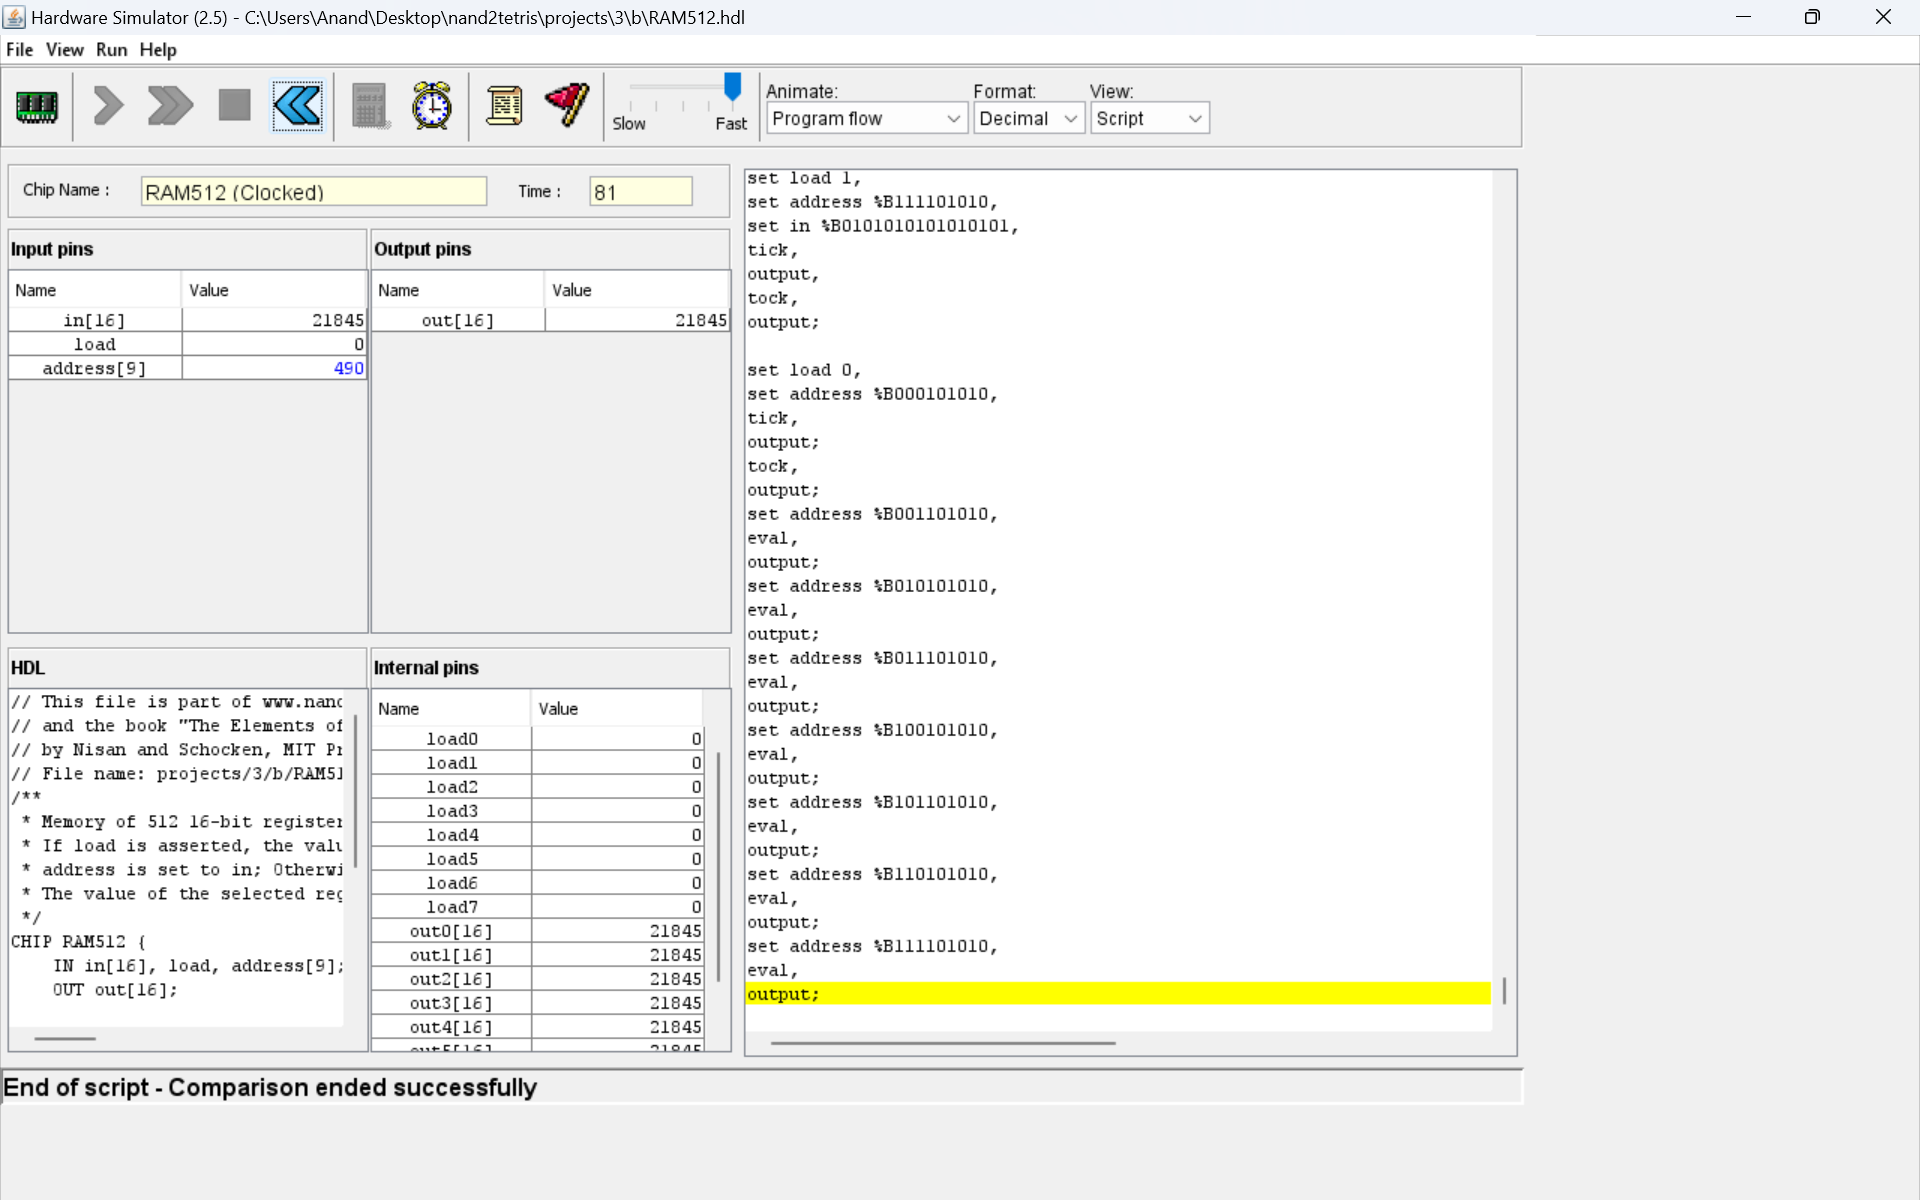 Hardware Simulator (2.5) - C:\Users\Anand\Desktop\nand2tetris\projects\3\b\RAM512.hdl
File View Run Help
Slow Fast
Animate: Format: View:
Program flow Decimal Script
Chip Name : RAM512 (Clocked) Time : 81
Input pins
Name Value
in[16] 21845
load 0
address[9] 490
Output pins
Name Value
out[16] 21845
HDL
// This file is part of www.nand
// and the book "The Elements of
// by Nisan and Schocken, MIT Pr
// File name: projects/3/b/RAM51
/**
* Memory of 512 16-bit register
* If load is asserted, the valu
* address is set to in; Otherwi
* The value of the selected reg
*/
CHIP RAM512 {
IN in[16], load, address[9];
OUT out[16];
Internal pins
Name Value
load0 0
load1 0
load2 0
load3 0
load4 0
load5 0
load6 0
load7 0
out0[16] 21845
out1[16] 21845
out2[16] 21845
out3[16] 21845
out4[16] 21845
out5[16] 21845
set load 1,
set address %B111101010,
set in %B0101010101010101,
tick,
output,
tock,
output;
set load 0,
set address %B000101010,
tick,
output;
tock,
output;
set address %B001101010,
eval,
output;
set address %B010101010,
eval,
output;
set address %B011101010,
eval,
output;
set address %B100101010,
eval,
output;
set address %B101101010,
eval,
output;
set address %B110101010,
eval,
output;
set address %B111101010,
eval,
output;
End of script - Comparison ended successfully